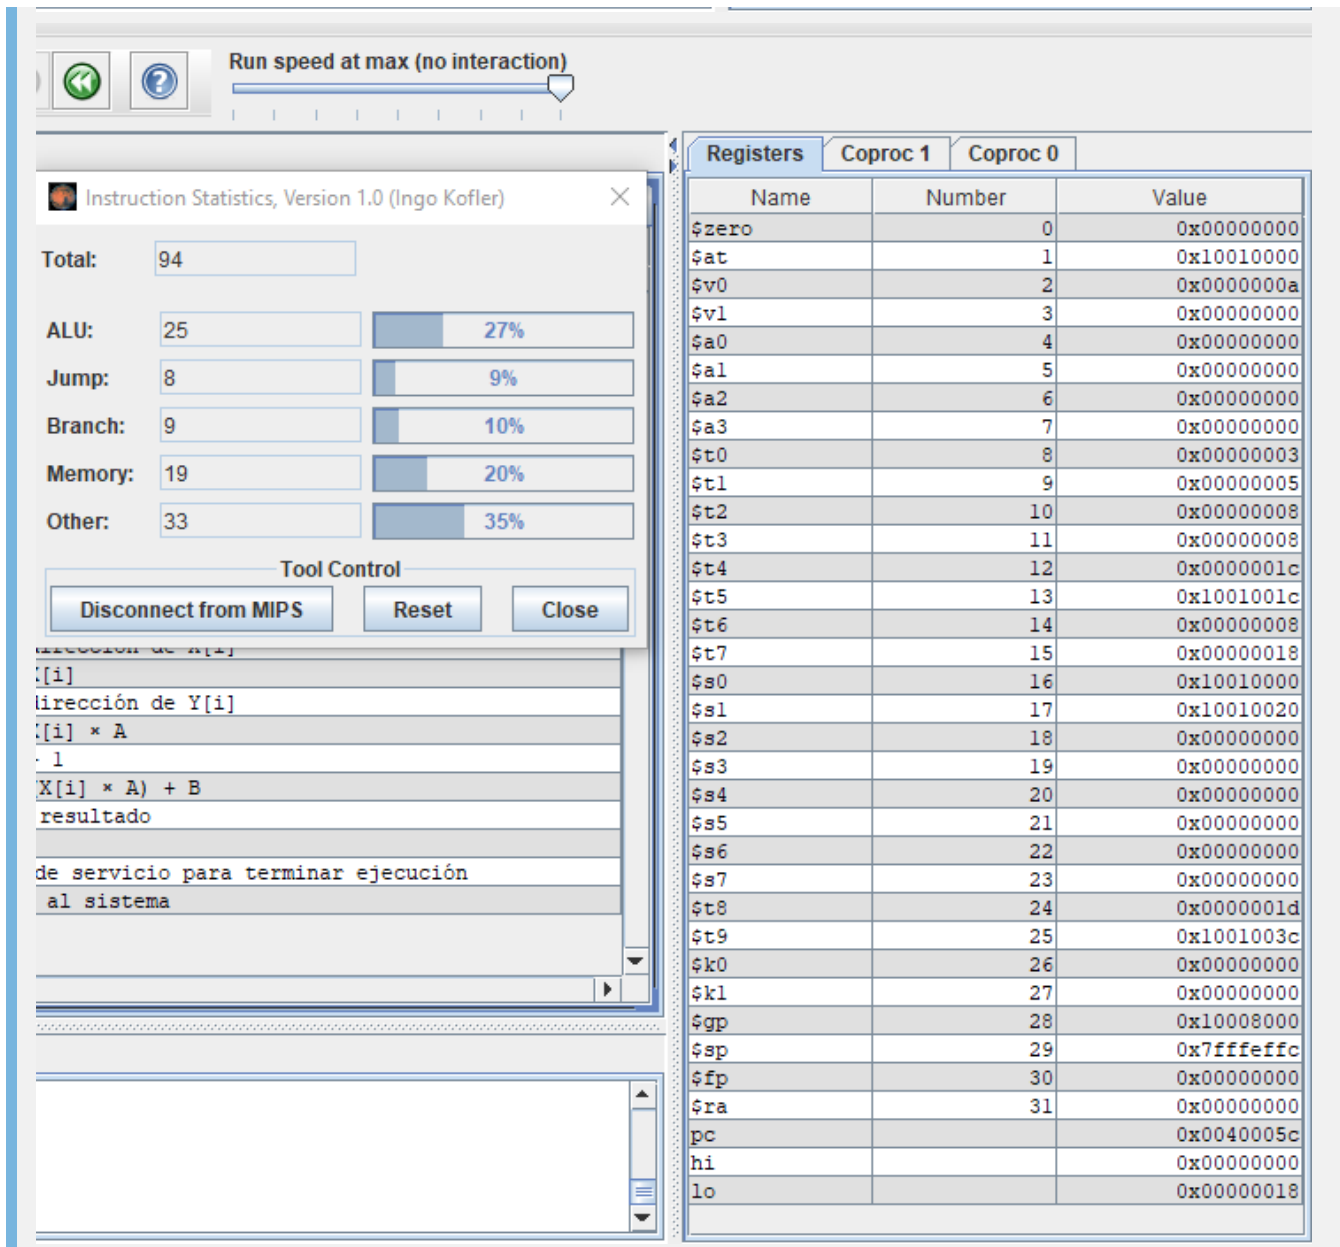 Run speed at max (no interaction)
Instruction Statistics, Version 1.0 (Ingo Kofler)
Total: 94
ALU: 25 27%
Jump: 8 9%
Branch: 9 10%
Memory: 19 20%
Other: 33 35%
Tool Control
Disconnect from MIPS Reset Close
[i]
dirección de Y[i]
[i] * A
1
X[i] * A) + B
resultado
de servicio para terminar ejecución
al sistema
Registers Coproc 1 Coproc 0
Name Number Value
$zero 0 0x00000000
$at 1 0x10010000
$v0 2 0x0000000a
$v1 3 0x00000000
$a0 4 0x00000000
$a1 5 0x00000000
$a2 6 0x00000000
$a3 7 0x00000000
$t0 8 0x00000003
$t1 9 0x00000005
$t2 10 0x00000008
$t3 11 0x00000008
$t4 12 0x0000001c
$t5 13 0x1001001c
$t6 14 0x00000008
$t7 15 0x00000018
$s0 16 0x10010000
$s1 17 0x10010020
$s2 18 0x00000000
$s3 19 0x00000000
$s4 20 0x00000000
$s5 21 0x00000000
$s6 22 0x00000000
$s7 23 0x00000000
$t8 24 0x0000001d
$t9 25 0x1001003c
$k0 26 0x00000000
$k1 27 0x00000000
$gp 28 0x10008000
$sp 29 0x7fffeffc
$fp 30 0x00000000
$ra 31 0x00000000
pc 0x0040005c
hi 0x00000000
lo 0x00000018